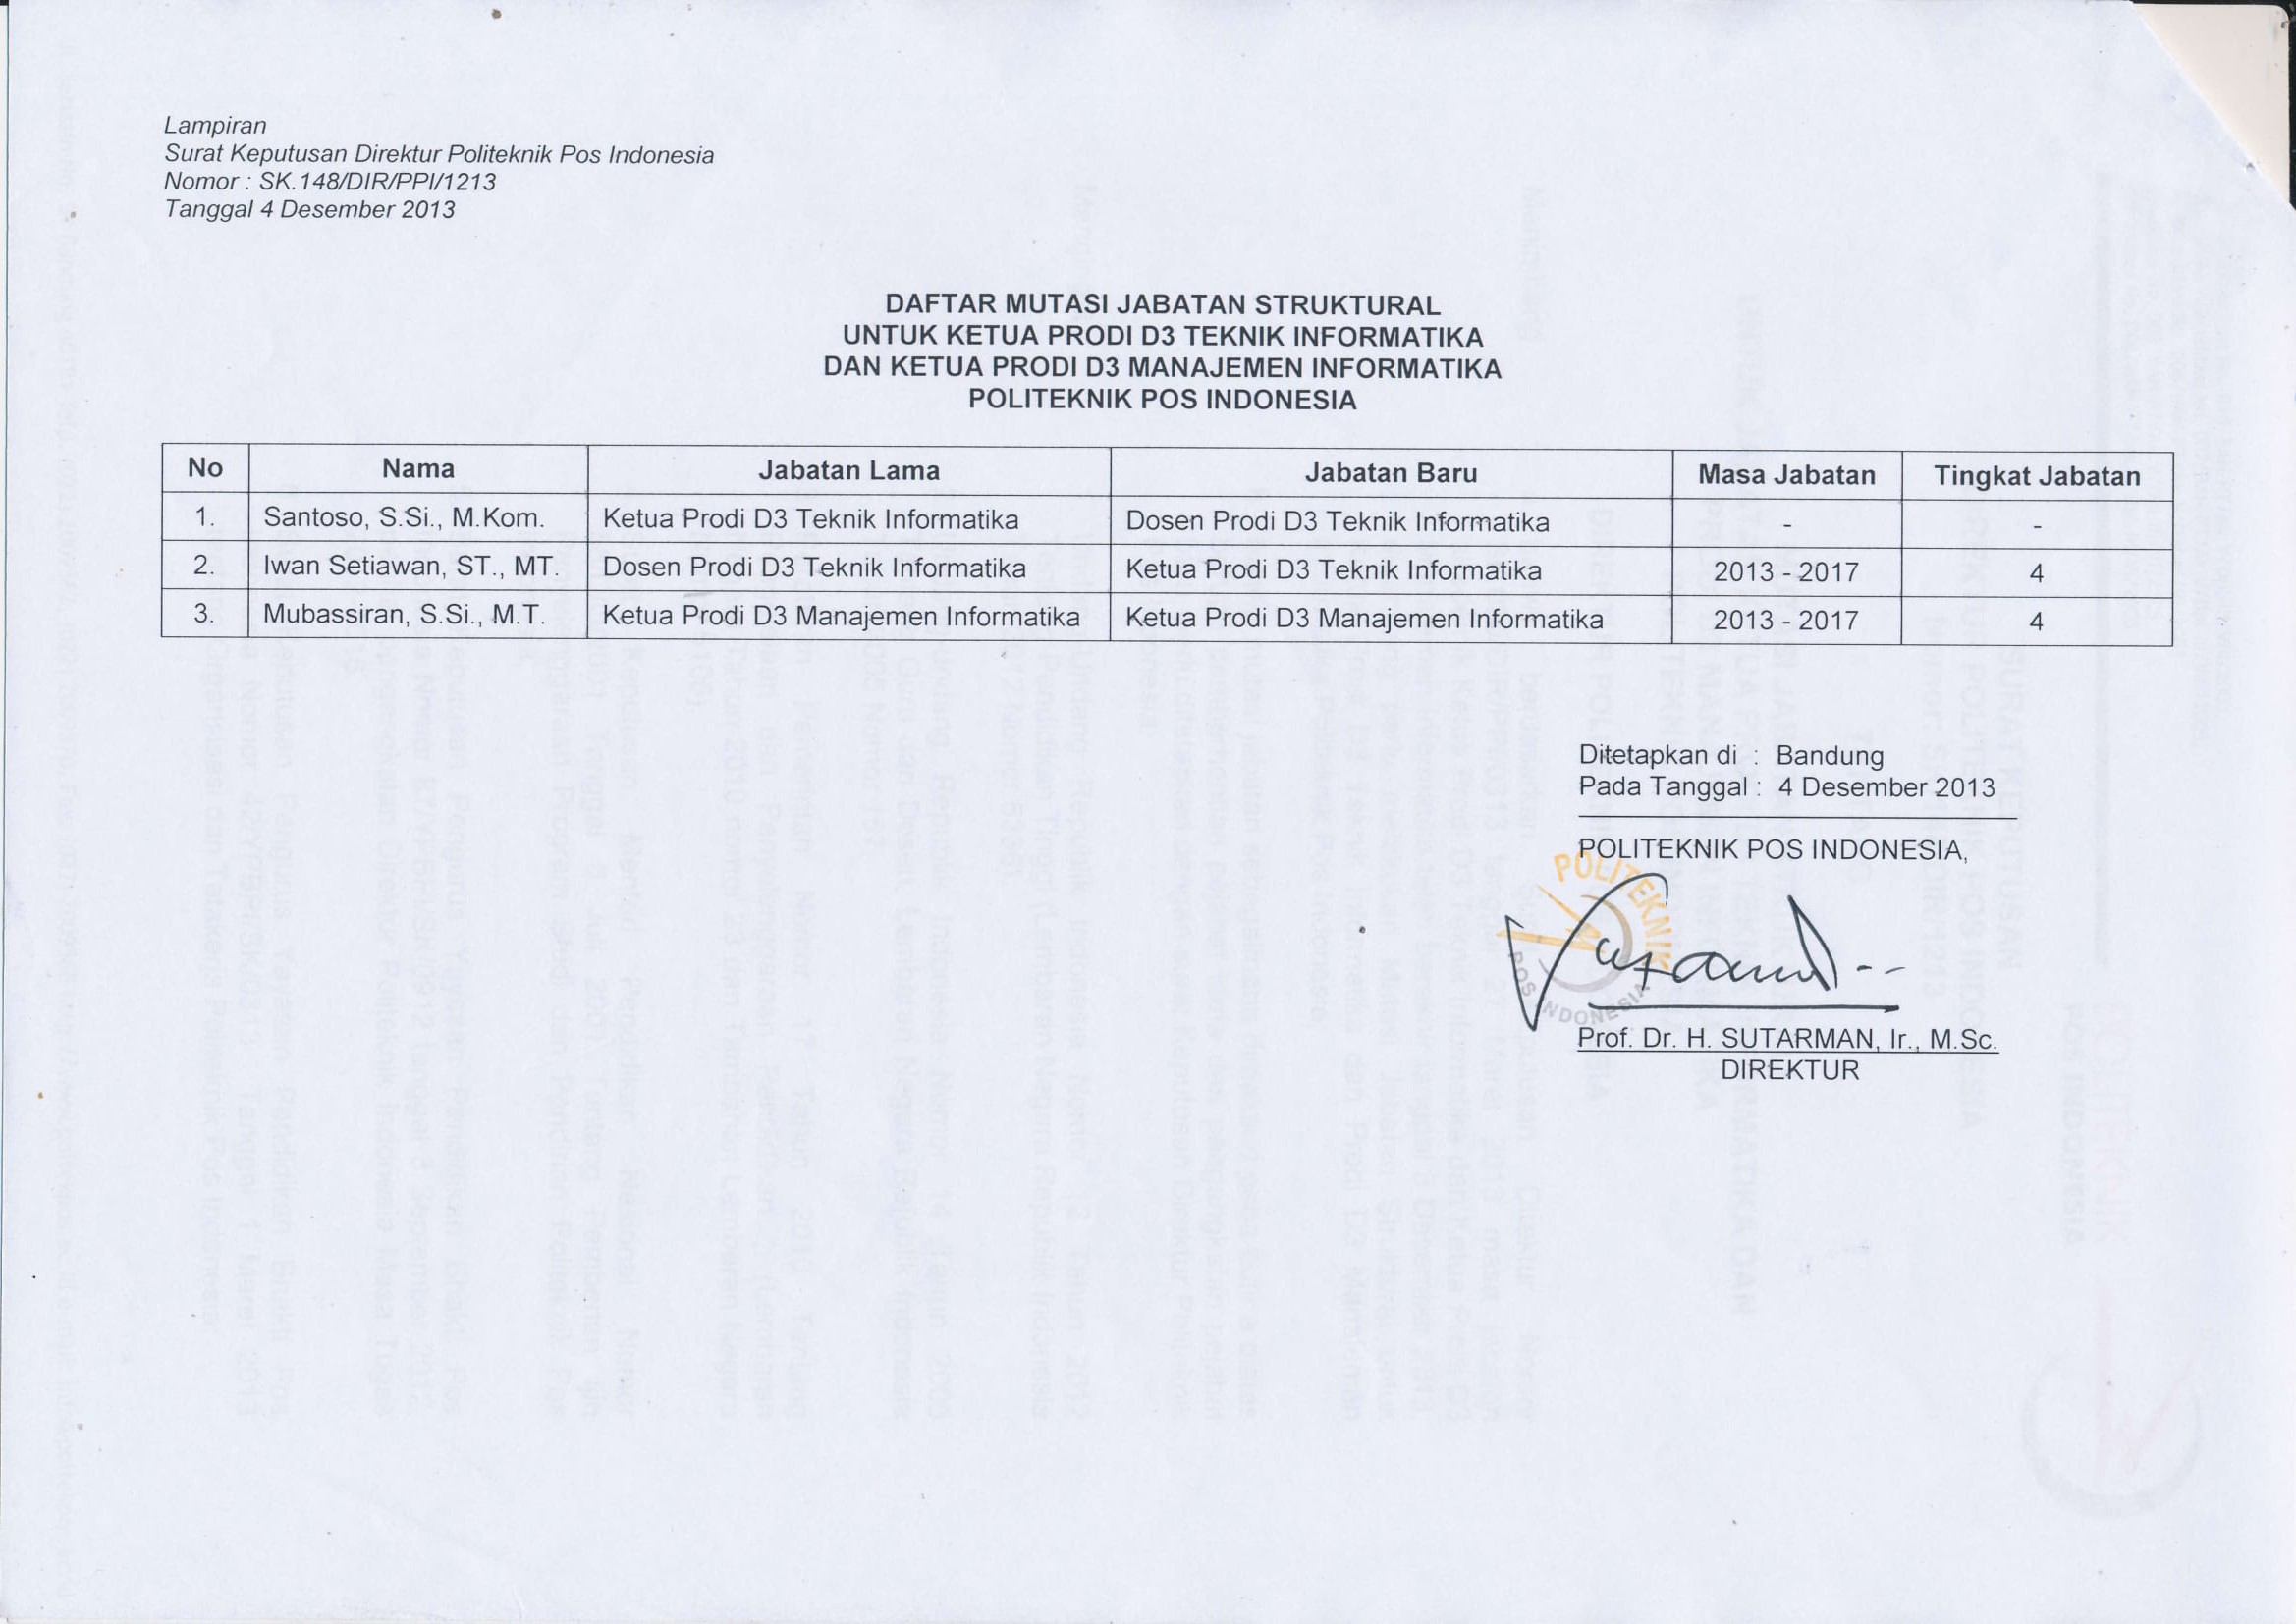 Lampiran
Surat Keputusan Direktur Politeknik Pos Indonesia
Nomor : SK.148/DIR/PPI/1213
Tanggal 4 Desember 2013
DAFTAR MUTASI JABATAN STRUKTURAL
UNTUK KETUA PRODI D3 TEKNIK INFORMATIKA
DAN KETUA PRODI D3 MANAJEMEN INFORMATIKA
POLITEKNIK POS INDONESIA
No Nama Jabatan Lama Jabatan Baru Masa Jabatan Tingkat Jabatan
1. Santoso, S.Si., M.Kom. Ketua Prodi D3 Teknik Informatika Dosen Prodi D3 Teknik Informatika - -
2. Iwan Setiawan, ST., MT. Dosen Prodi D3 Teknik Informatika Ketua Prodi D3 Teknik Informatika 2013 - 2017 4
3. Mubassiran, S.Si., M.T. Ketua Prodi D3 Manajemen Informatika Ketua Prodi D3 Manajemen Informatika 2013 - 2017 4
Ditetapkan di : Bandung
Pada Tanggal : 4 Desember 2013
POLITEKNIK POS INDONESIA,
POLITEKNIK
POS INDONESIA
Prof. Dr. H. SUTARMAN, Ir., M.Sc.
DIREKTUR